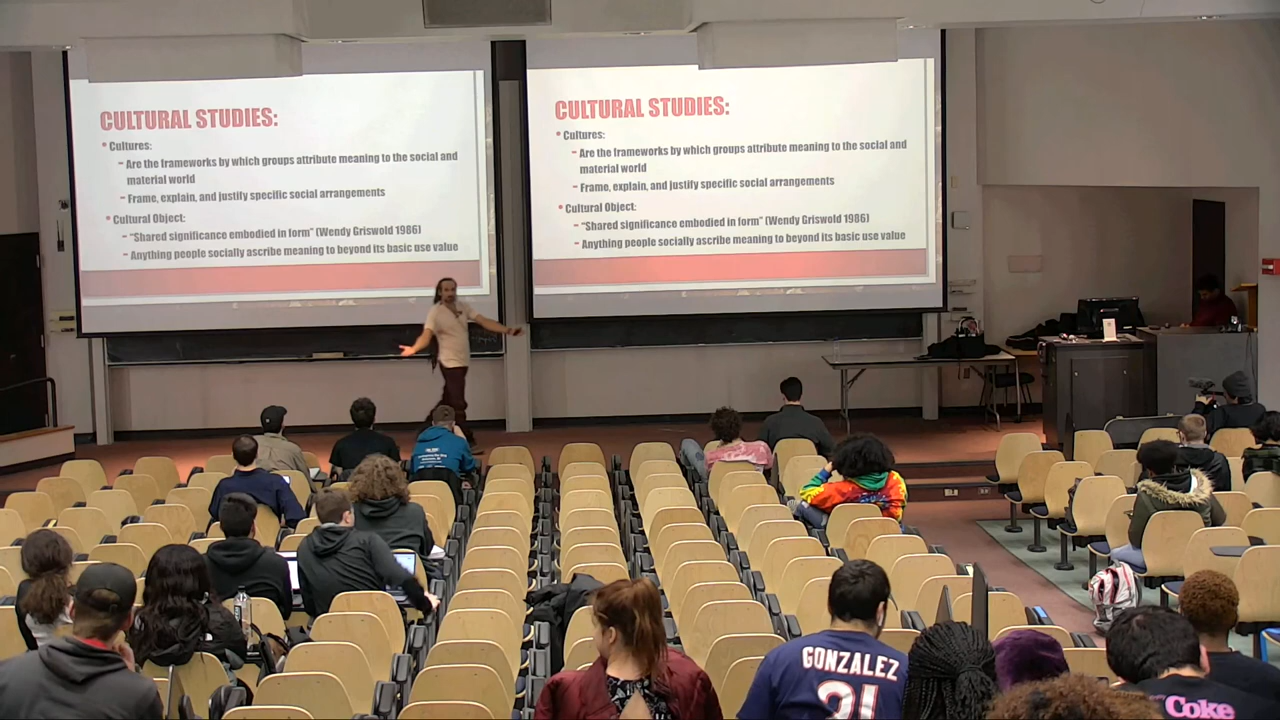 CULTURAL STUDIES:
Cultures:
Are the frameworks by which groups attribute meaning to the social and
material world
Frame, explain, and justify specific social arrangements
Cultural Object:
"Shared significance embodied in form" (Wendy Griswold 1986)
Anything people socially ascribe meaning to beyond its basic use value
CULTURAL STUDIES:
Cultures:
Are the frameworks by which groups attribute meaning to the social and
material world
Frame, explain, and justify specific social arrangements
Cultural Object:
"Shared significance embodied in form" (Wendy Griswold 1986)
Anything people socially ascribe meaning to beyond its basic use value
GONZALEZ
21
Coke